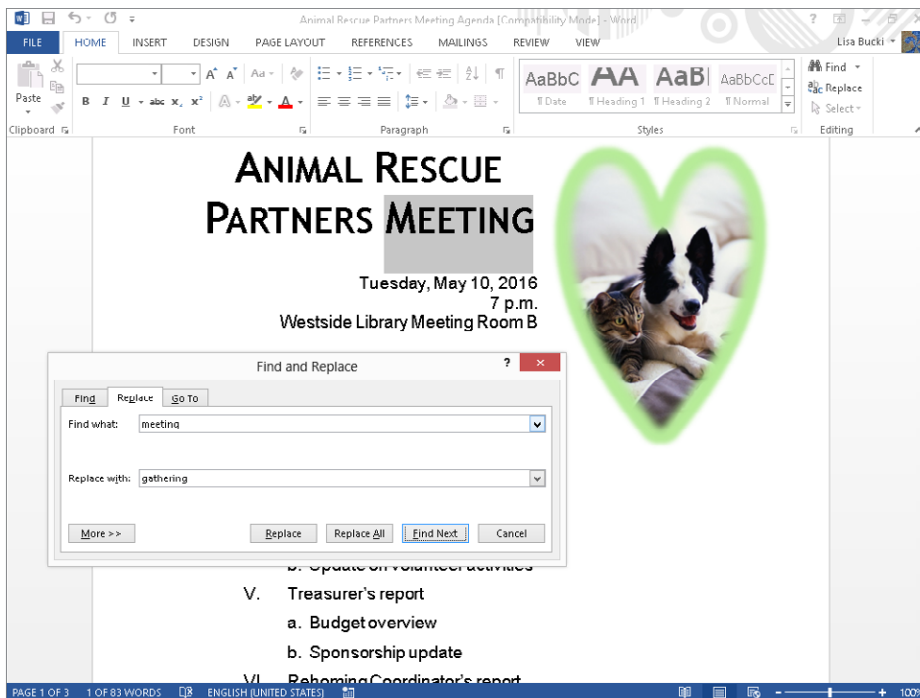 Animal Rescue Partners Meeting Agenda [Compatibility Mode] - Word
FILE HOME INSERT DESIGN PAGE LAYOUT REFERENCES MAILINGS REVIEW VIEW Lisa Bucki
Paste
B I U abc x₂ x² A A
Aa
AaBbC AA AaB AaBbCcD
¶ Date ¶ Heading 1 ¶ Heading 2 ¶ Normal
Find
Replace
Select
Clipboard Font Paragraph Styles Editing
ANIMAL RESCUE
PARTNERS MEETING
Tuesday, May 10, 2016
7 p.m.
Westside Library Meeting Room B
Find and Replace
Find Replace Go To
Find what: meeting
Replace with: gathering
More >> Replace Replace All Find Next Cancel
b. Update on volunteer activities
V. Treasurer's report
a. Budget overview
b. Sponsorship update
VI. Rehoming Coordinator's report
PAGE 1 OF 3 1 OF 83 WORDS ENGLISH (UNITED STATES) 100%